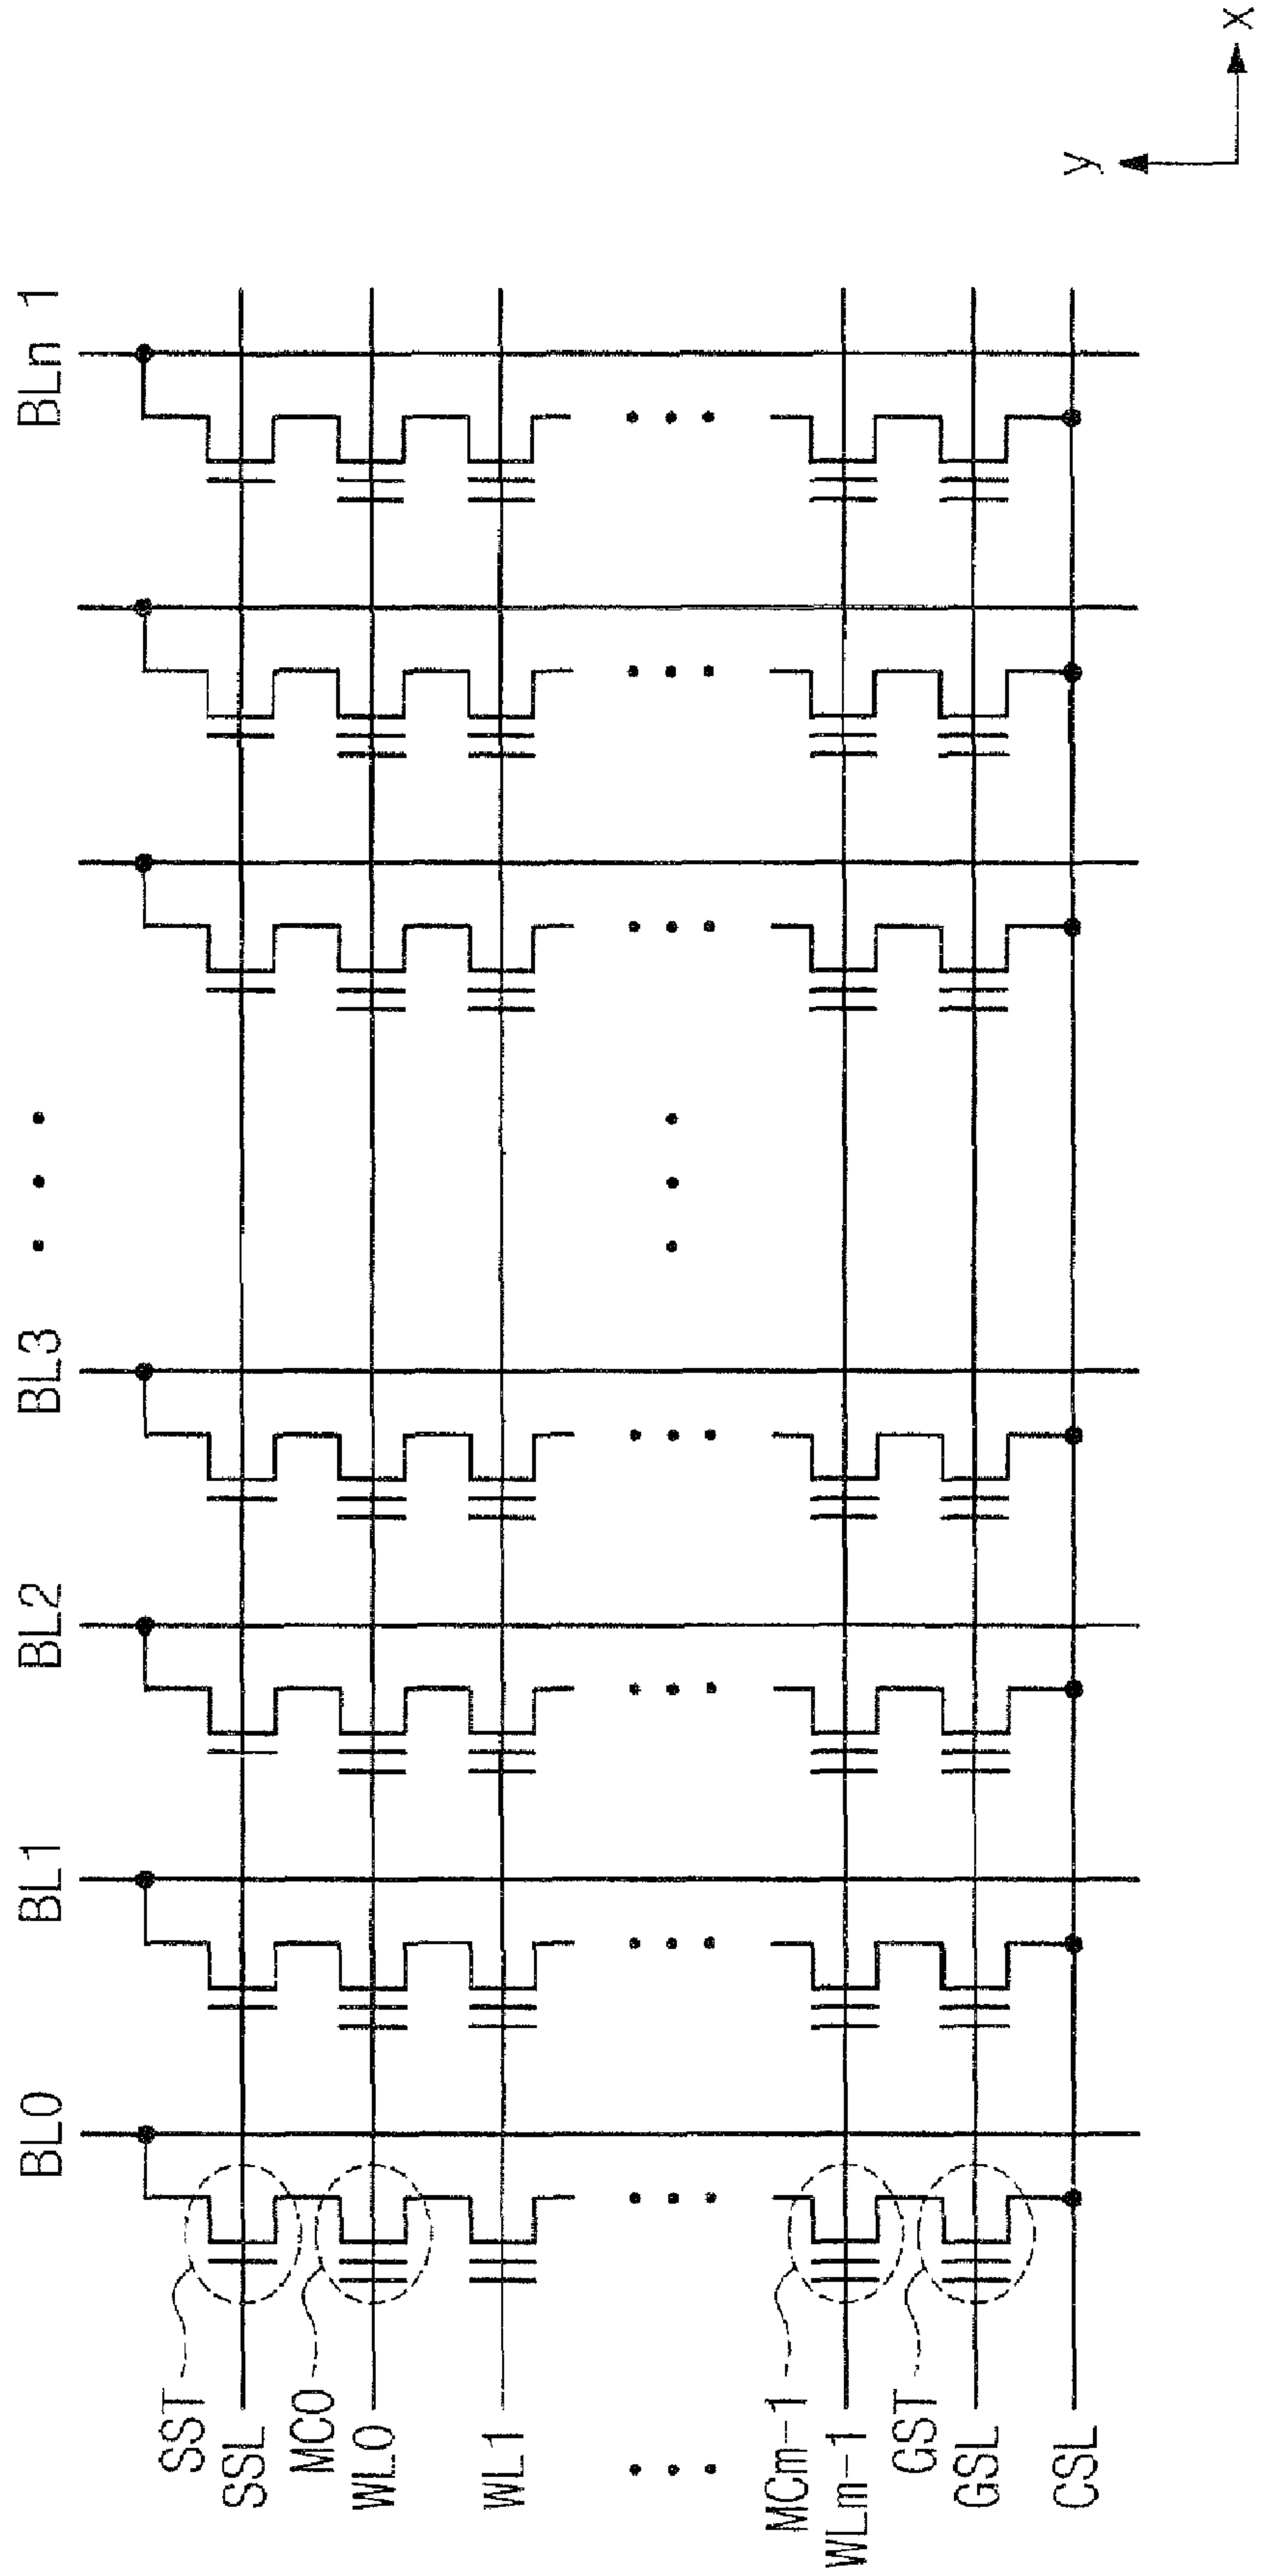 BL0
BL1
BL2
BL3
BLn 1
SST
SSL
MC0
WL0
WL1
MCm-1
WLm-1
GST
GSL
CSL
y
x